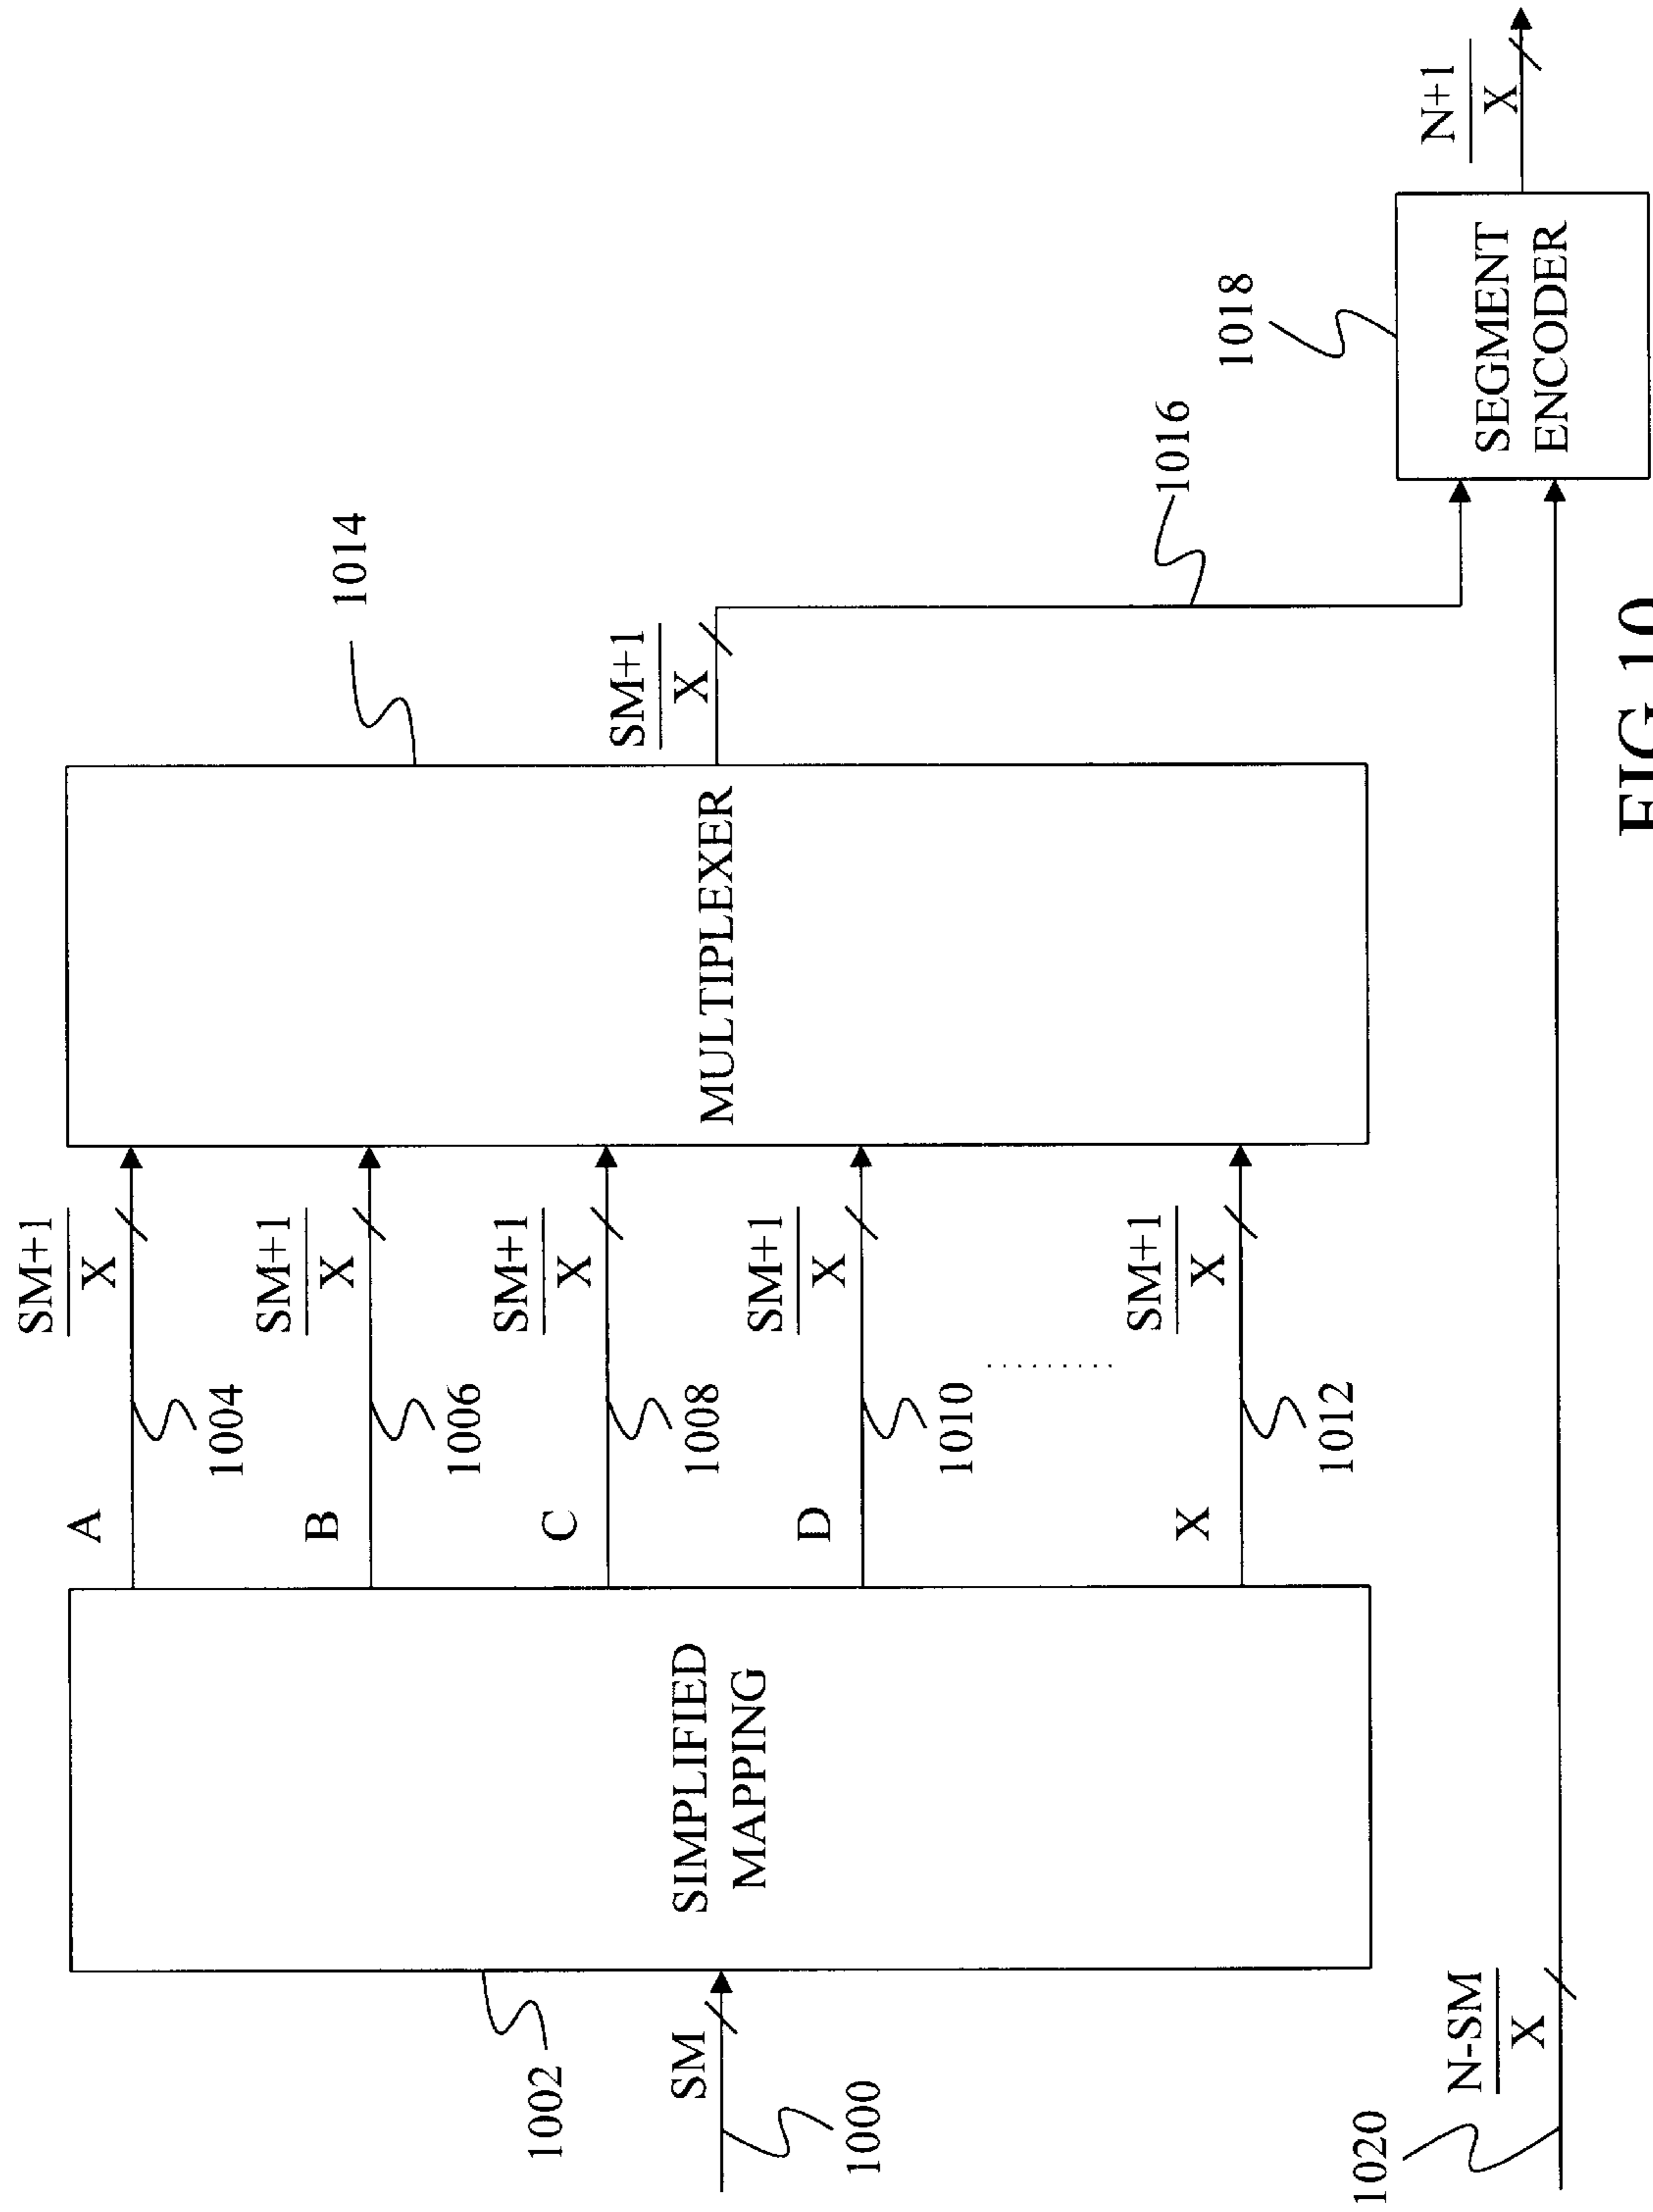 SM+1
X
A
1004
SM+1
X
B
1006
SM+1
X
C
1008
SM+1
X
D
1010
SM+1
X
X
1012
SIMPLIFIED
MAPPING
1002
SM
1000
MULTIPLEXER
1014
SM+1
X
1016
1018
SEGMENT
ENCODER
N+1
X
N-SM
X
1020
FIG 10